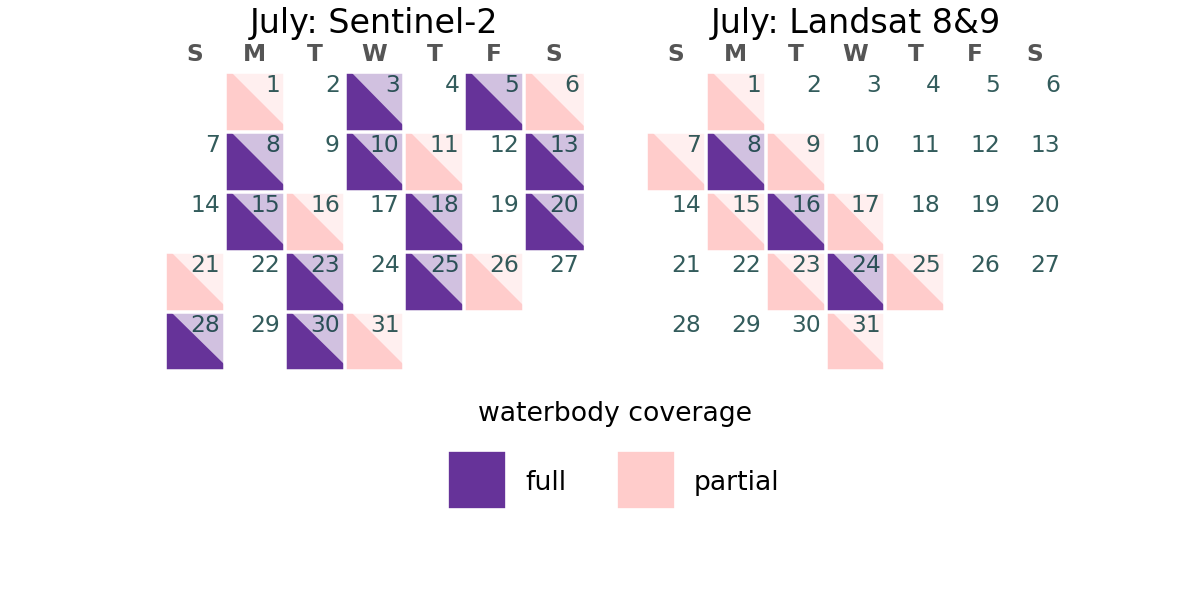 July: Sentinel-2
S M T W T F S
1 2 3 4 5 6
7 8 9 10 11 12 13
14 15 16 17 18 19 20
21 22 23 24 25 26 27
28 29 30 31
July: Landsat 8&9
S M T W T F S
1 2 3 4 5 6
7 8 9 10 11 12 13
14 15 16 17 18 19 20
21 22 23 24 25 26 27
28 29 30 31
waterbody coverage
full
partial